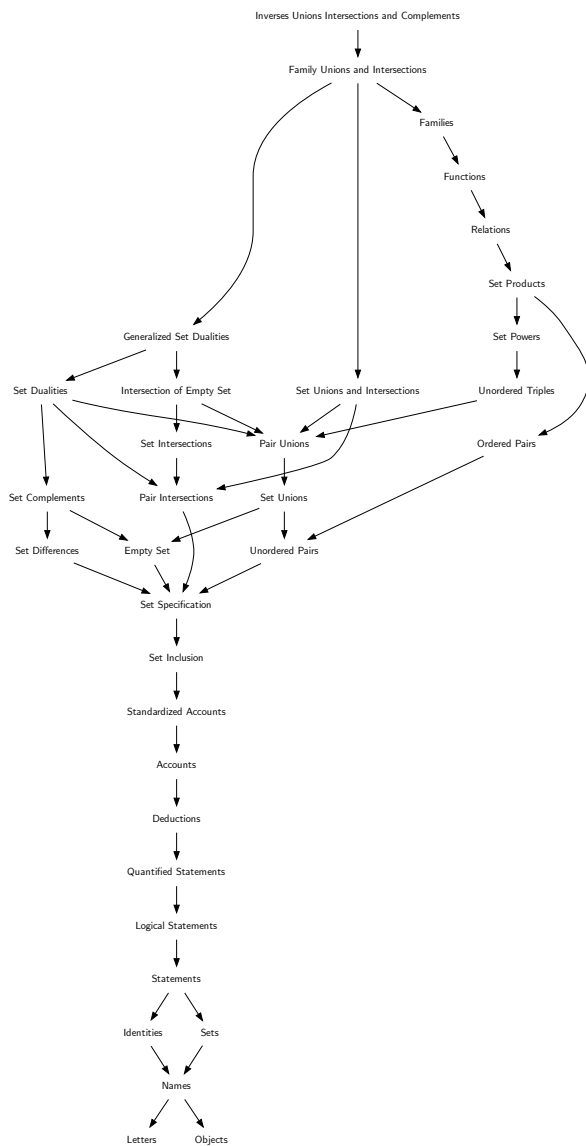 Inverses Unions Intersections and Complements
Family Unions and Intersections
Families
Functions
Relations
Set Products
Generalized Set Dualities
Set Powers
Set Dualities
Intersection of Empty Set
Set Unions and Intersections
Unordered Triples
Set Intersections
Pair Unions
Ordered Pairs
Set Complements
Pair Intersections
Set Unions
Set Differences
Empty Set
Unordered Pairs
Set Specification
Set Inclusion
Standardized Accounts
Accounts
Deductions
Quantified Statements
Logical Statements
Statements
Identities
Sets
Names
Letters
Objects